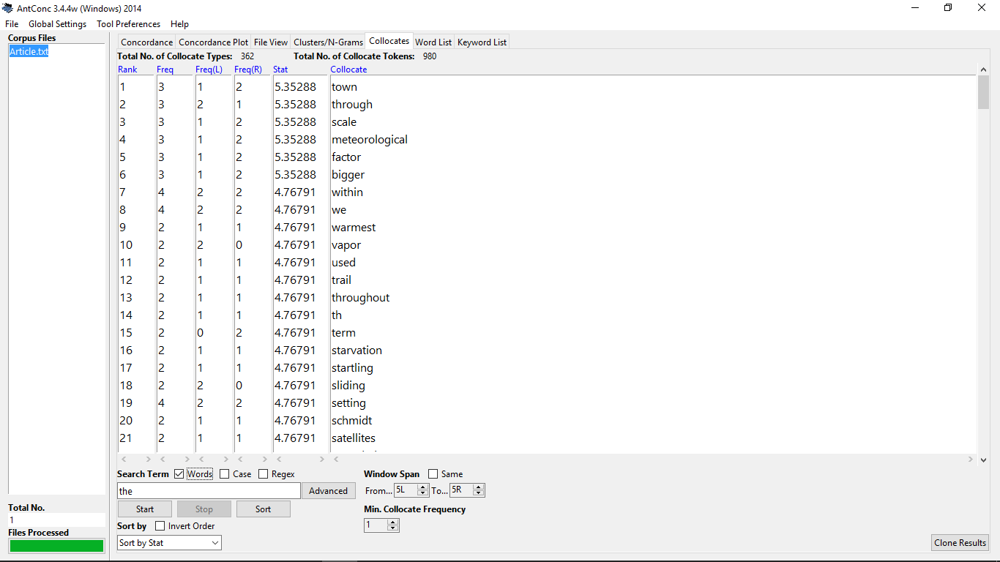 AntConc 3.4.4w (Windows) 2014
File Global Settings Tool Preferences Help
Corpus Files
Article.txt
Concordance Concordance Plot File View Clusters/N-Grams Collocates Word List Keyword List
Total No. of Collocate Types: 362 Total No. of Collocate Tokens: 980
Rank Freq Freq(L) Freq(R) Stat Collocate
1 3 1 2 5.35288 town
2 3 2 1 5.35288 through
3 3 1 2 5.35288 scale
4 3 1 2 5.35288 meteorological
5 3 1 2 5.35288 factor
6 3 1 2 5.35288 bigger
7 4 2 2 4.76791 within
8 4 2 2 4.76791 we
9 2 1 1 4.76791 warmest
10 2 2 0 4.76791 vapor
11 2 1 1 4.76791 used
12 2 1 1 4.76791 trail
13 2 1 1 4.76791 throughout
14 2 1 1 4.76791 th
15 2 0 2 4.76791 term
16 2 1 1 4.76791 starvation
17 2 1 1 4.76791 startling
18 2 2 0 4.76791 sliding
19 4 2 2 4.76791 setting
20 2 1 1 4.76791 schmidt
21 2 1 1 4.76791 satellites
Search Term Words Case Regex Window Span Same
the Advanced From... 5L To... 5R
Start Stop Sort Min. Collocate Frequency
Sort by Invert Order 1
Sort by Stat Clone Results
Total No.
1
Files Processed